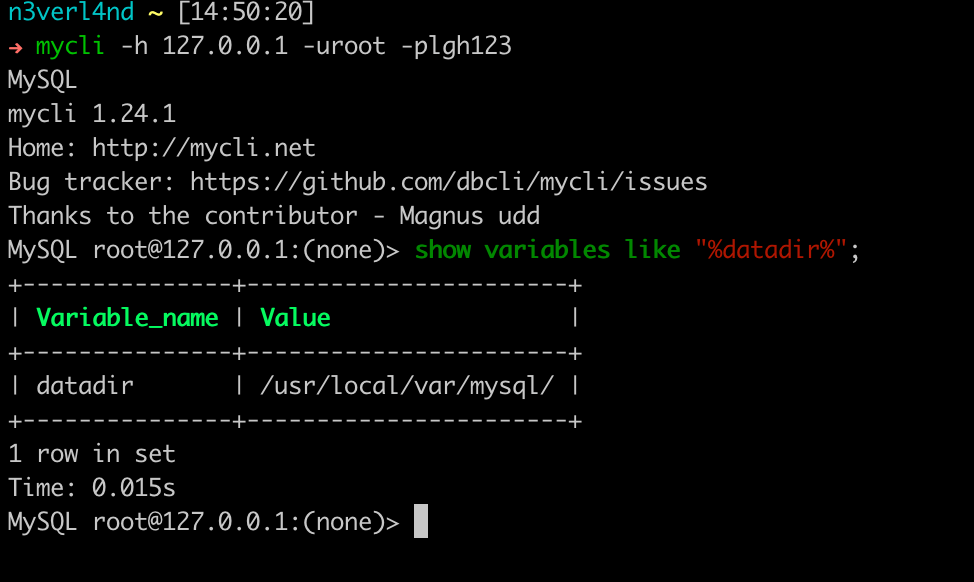 n3verl4nd ~ [14:50:20]
→ mycli -h 127.0.0.1 -uroot -plgh123
MySQL
mycli 1.24.1
Home: http://mycli.net
Bug tracker: https://github.com/dbcli/mycli/issues
Thanks to the contributor - Magnus udd
MySQL root@127.0.0.1:(none)> show variables like "%datadir%";
+---------------+-----------------------+
| Variable_name | Value                 |
+---------------+-----------------------+
| datadir       | /usr/local/var/mysql/ |
+---------------+-----------------------+
1 row in set
Time: 0.015s
MySQL root@127.0.0.1:(none)>